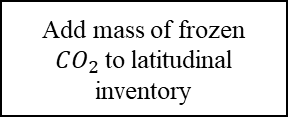 Add mass of frozen
CO₂ to latitudinal
inventory